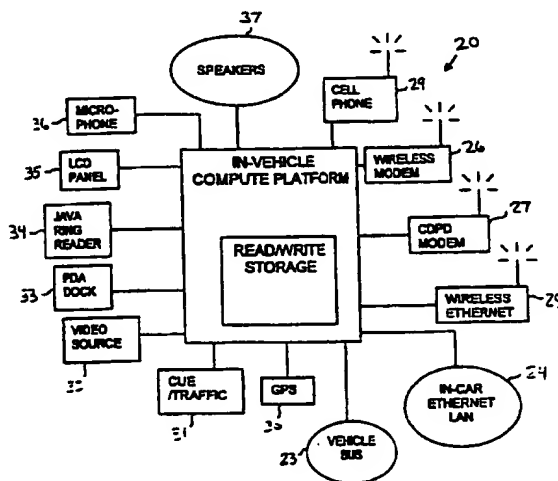 37
SPEAKERS
20
CELL
PHONE
29
36
MICRO-
PHONE
35
LCD
PANEL
IN-VEHICLE
COMPUTE PLATFORM
WIRELESS
MODEM
26
34
JAVA
RING
READER
READ/WRITE
STORAGE
CDPD
MODEM
27
33
PDA
DOCK
WIRELESS
ETHERNET
VIDEO
SOURCE
32
CUE
/TRAFFIC
31
GPS
30
23
VEHICLE
BUS
IN-CAR
ETHERNET
LAN
24